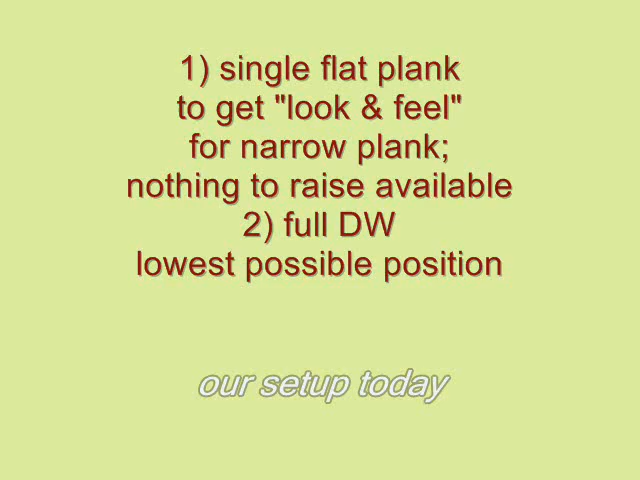 1) single flat plank
to get "look & feel"
for narrow plank;
nothing to raise available
2) full DW
lowest possible position
our setup today